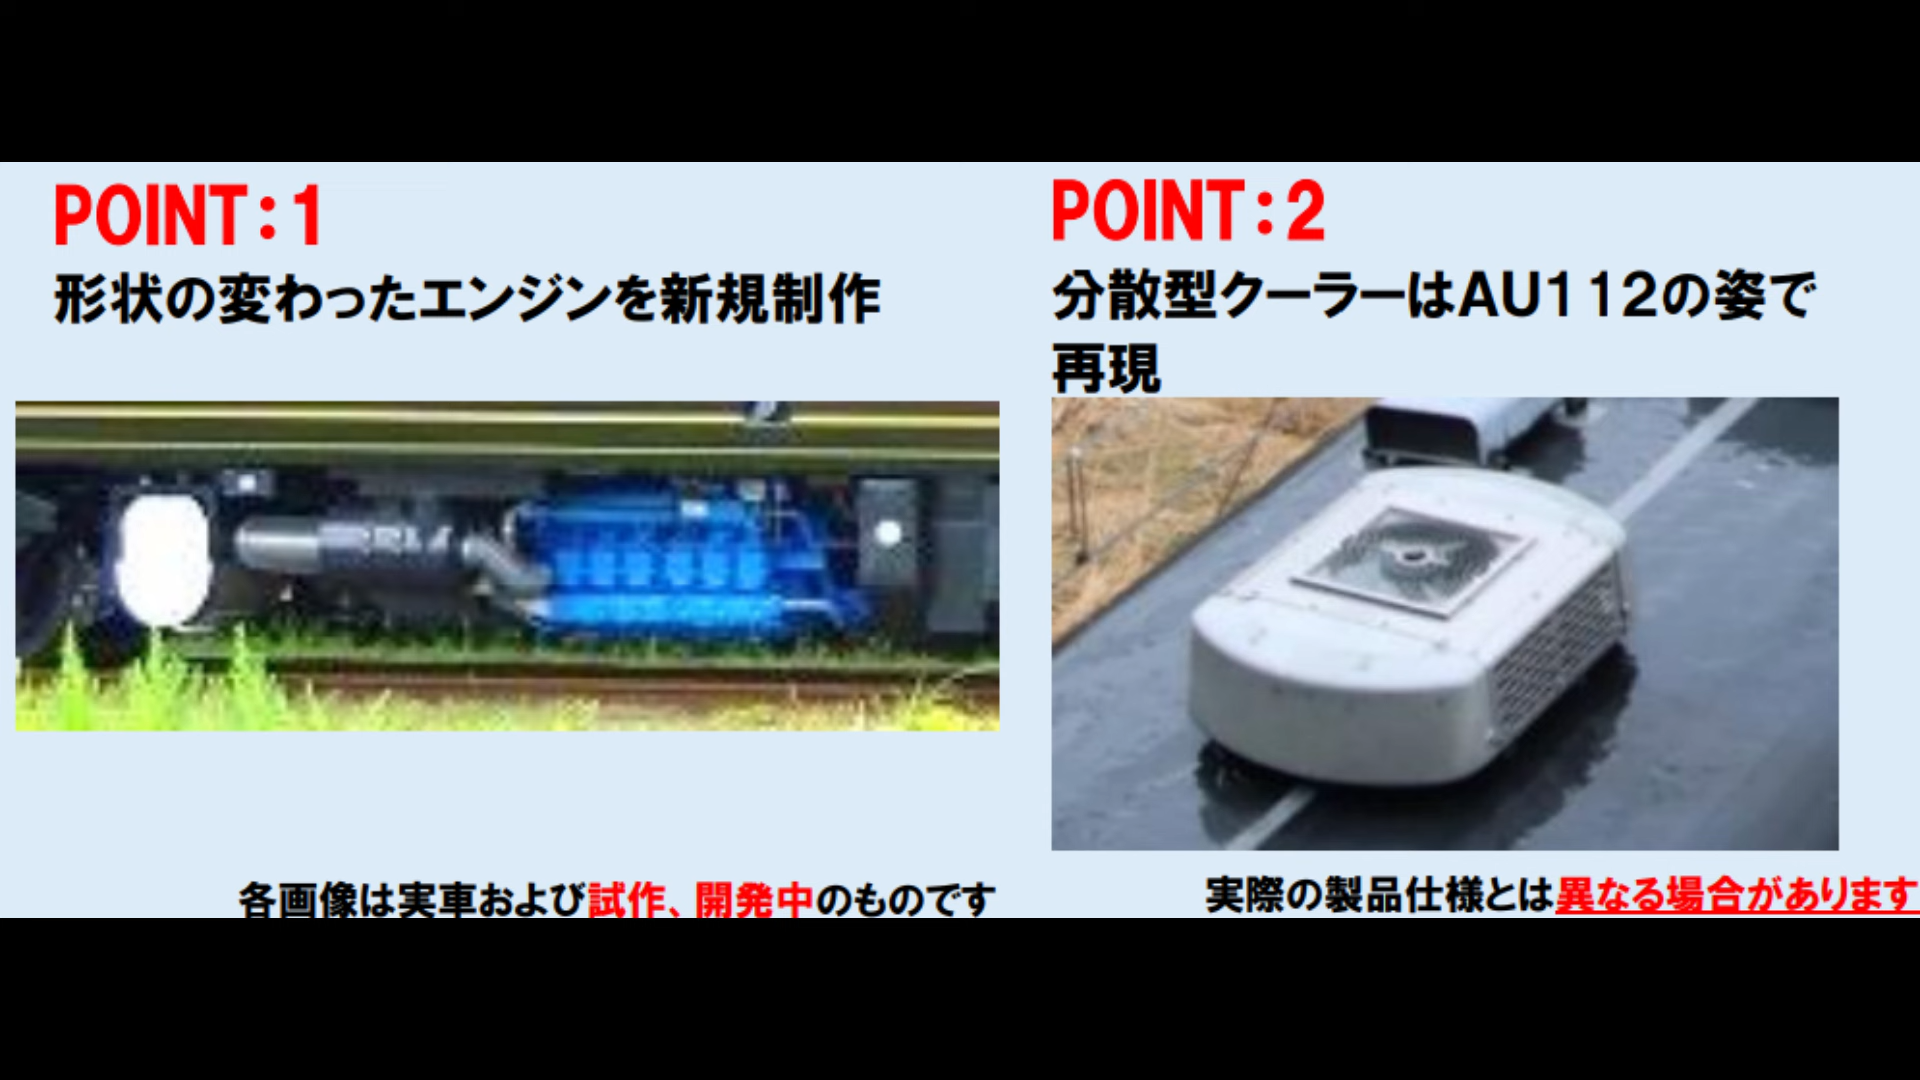 POINT:1
形状の変わったエンジンを新規制作
POINT:2
分散型クーラーはAU112の姿で
再現
各画像は実車および試作、開発中のものです
実際の製品仕様とは異なる場合があります